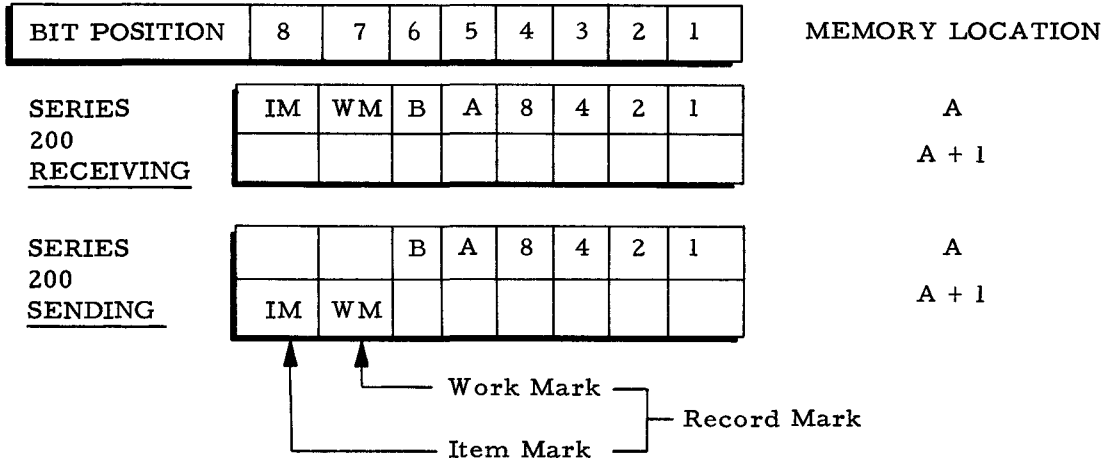 BIT POSITION 8 7 6 5 4 3 2 1 MEMORY LOCATION
SERIES IM WM B A 8 4 2 1 A
200
RECEIVING A + 1
SERIES B A 8 4 2 1 A
200
SENDING IM WM A + 1
Work Mark
Record Mark
Item Mark